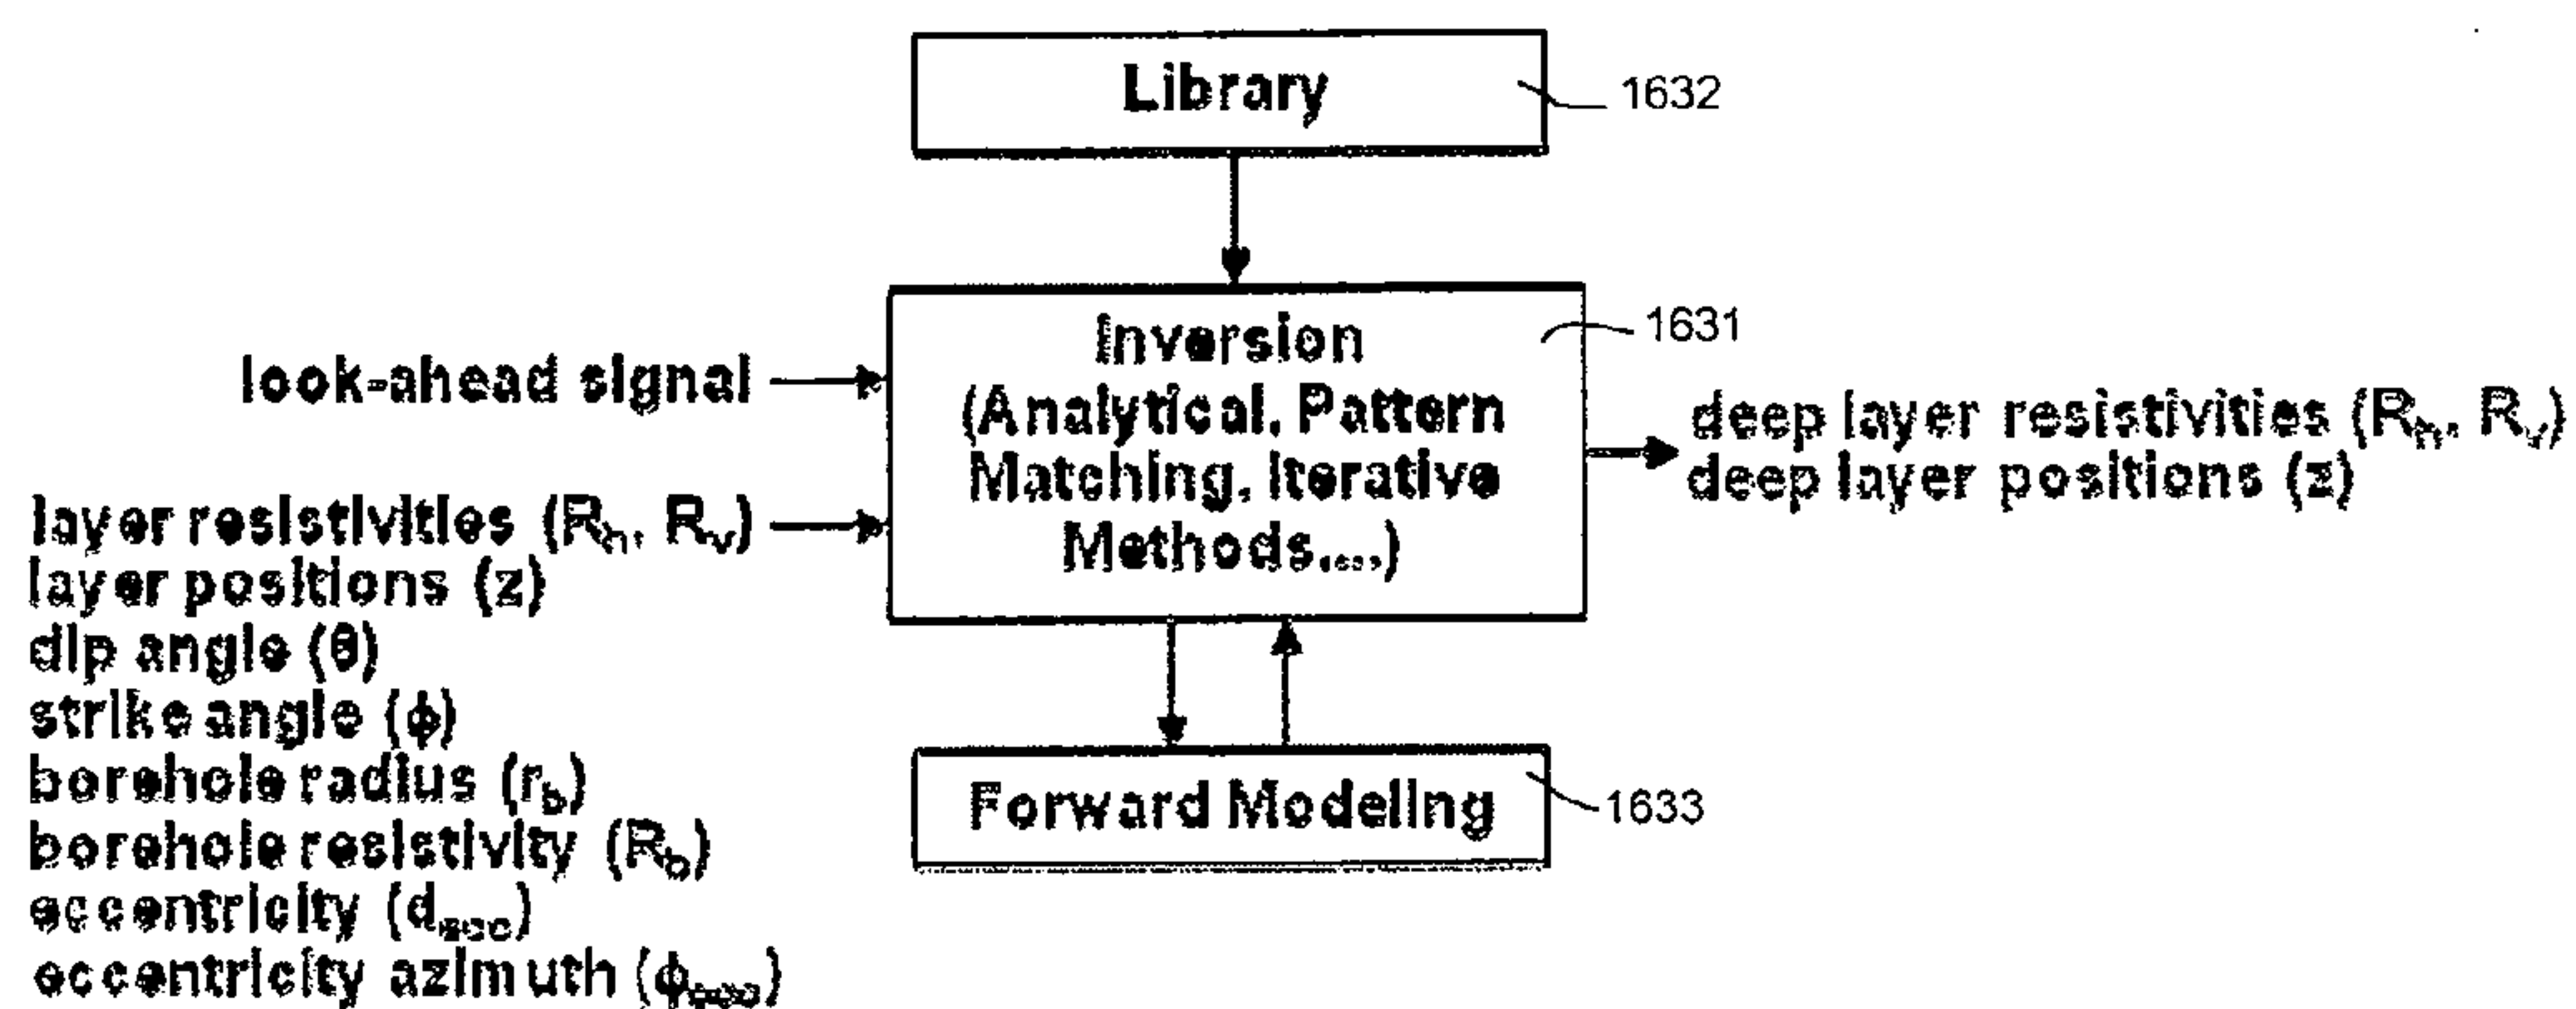 Library
1632
Inversion
(Analytical, Pattern
Matching, Iterative
Methods,...)
1631
look-ahead signal
layer resistivities (Rh, Rv)
layer positions (z)
dip angle (θ)
strike angle (ϕ)
borehole radius (rb)
borehole resistivity (Rb)
eccentricity (decc)
eccentricity azimuth (ϕecc)
deep layer resistivities (Rh, Rv)
deep layer positions (z)
Forward Modeling
1633